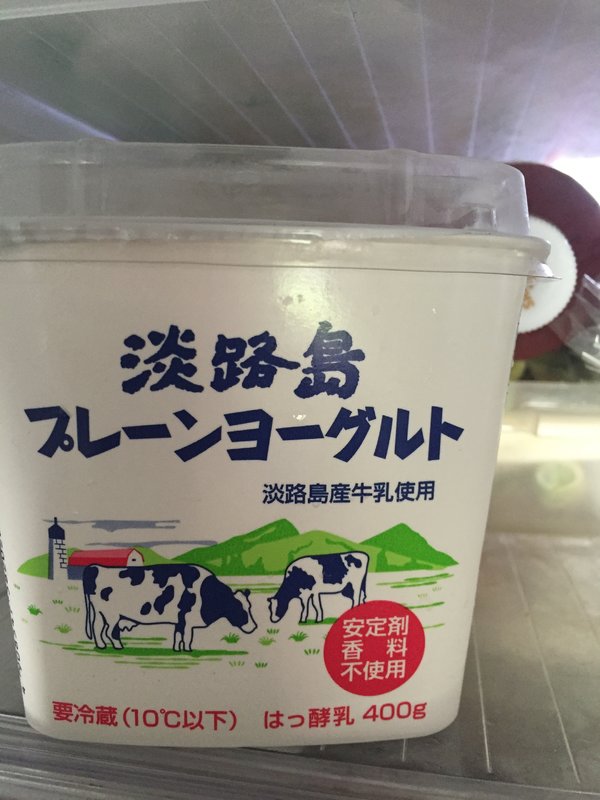 淡路島
プレーンヨーグルト
淡路島産牛乳使用
安定剤
香料
不使用
要冷蔵(10℃以下) はっ酵乳 400g